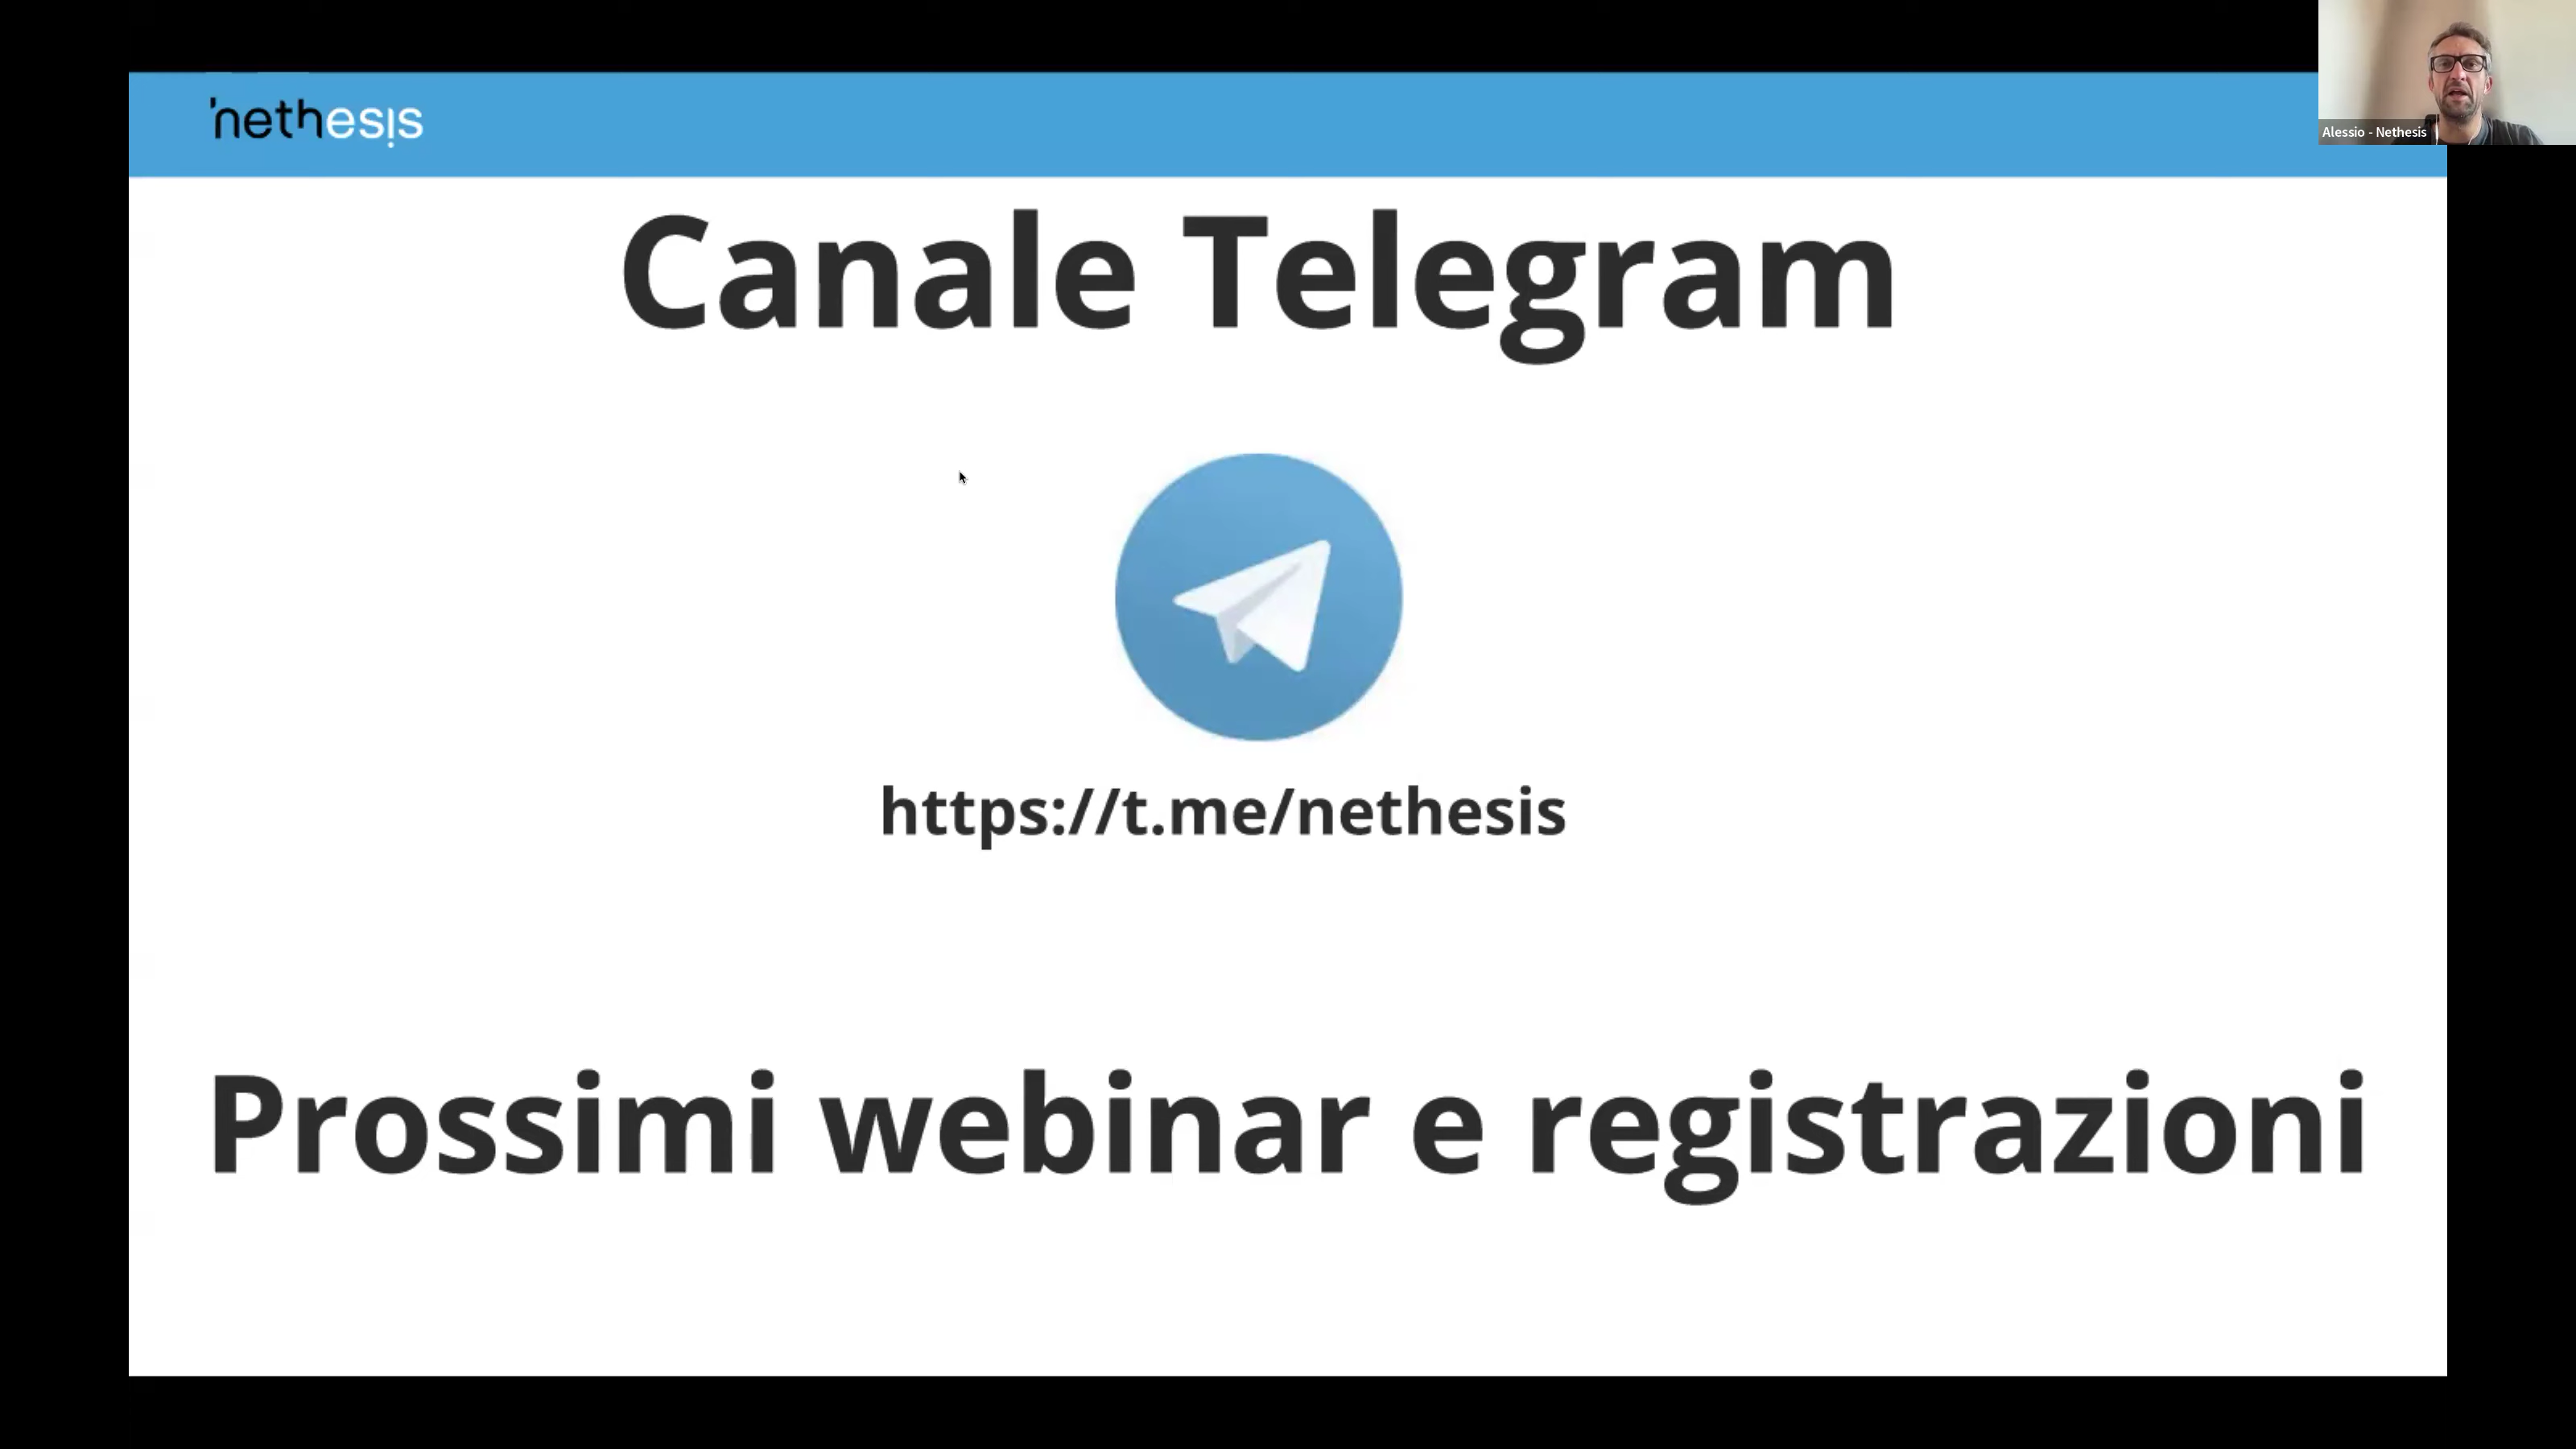 nethesis
Alessio - Nethesis
Canale Telegram
https://t.me/nethesis
Prossimi webinar e registrazioni